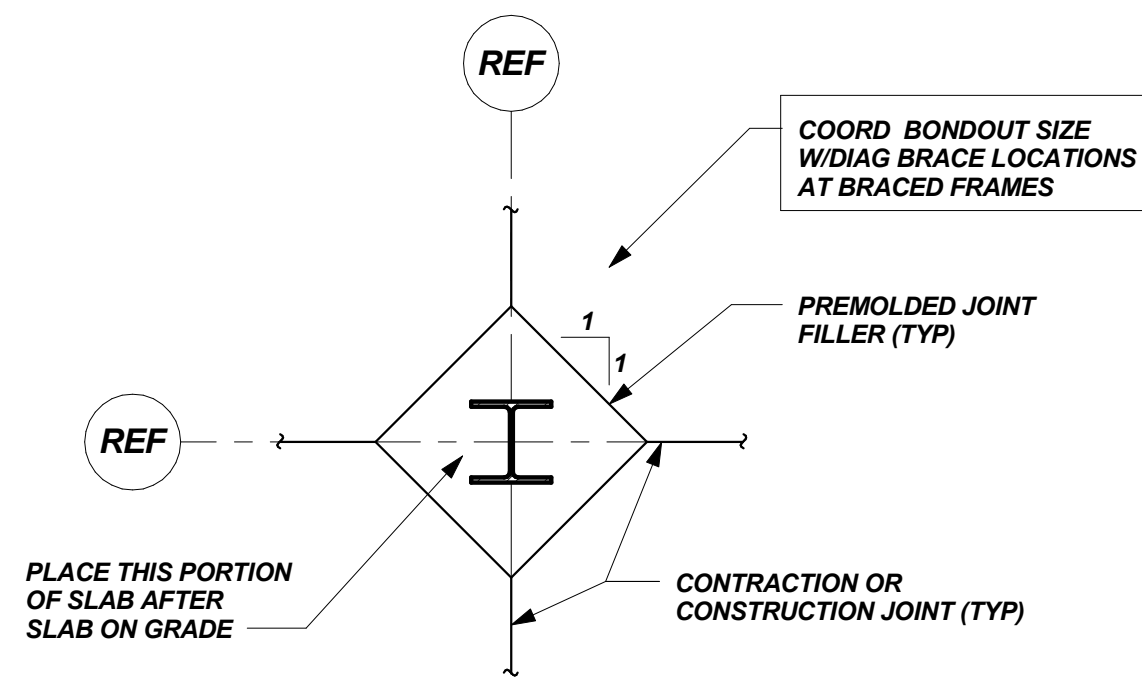 REF
COORD BONDOUT SIZE
W/DIAG BRACE LOCATIONS
AT BRACED FRAMES
PREMOLDED JOINT
FILLER (TYP)
1
1
REF
PLACE THIS PORTION
OF SLAB AFTER
SLAB ON GRADE
CONTRACTION OR
CONSTRUCTION JOINT (TYP)